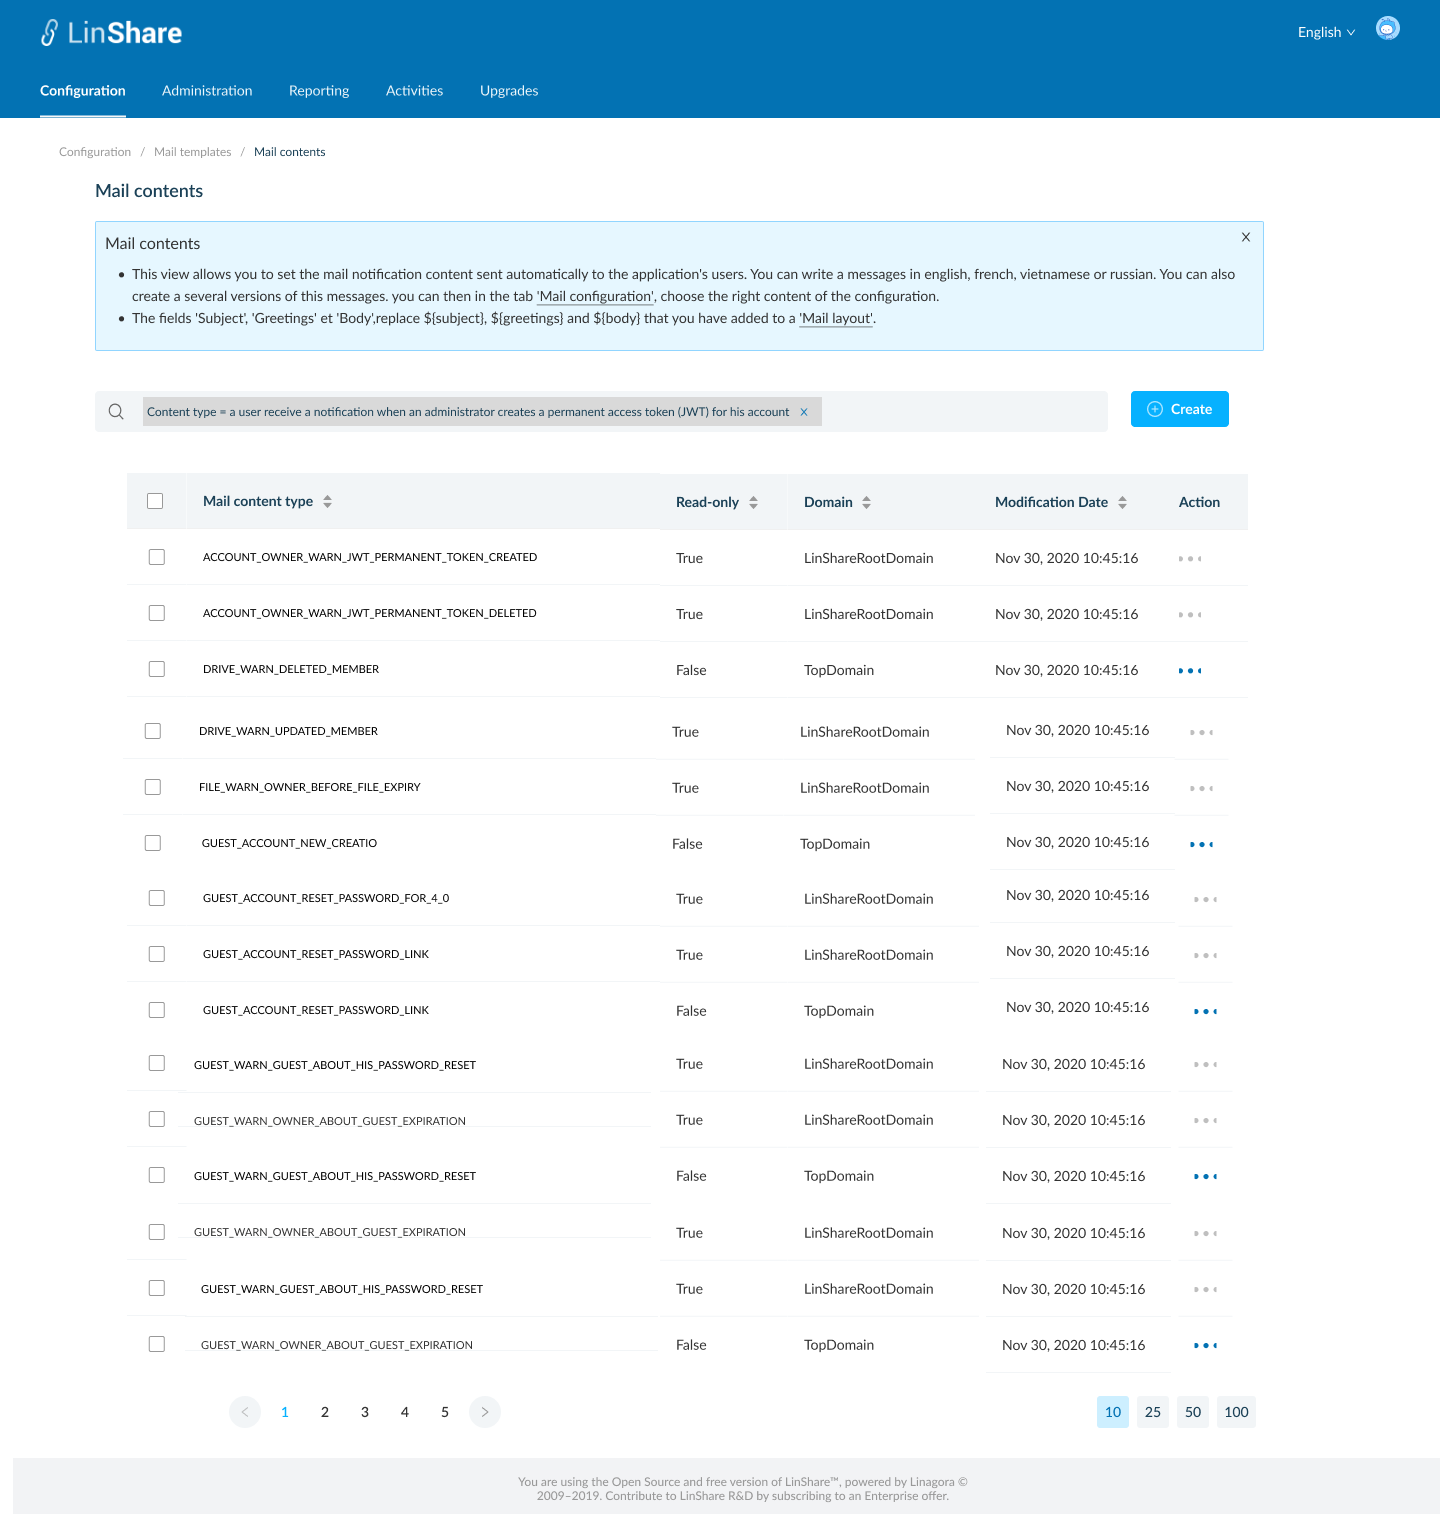 LinShare
English
Configuration Administration Reporting Activities Upgrades
Configuration / Mail templates / Mail contents
Mail contents
Mail contents
X
• This view allows you to set the mail notification content sent automatically to the application's users. You can write a messages in english, french, vietnamese or russian. You can also
create a several versions of this messages. you can then in the tab 'Mail configuration', choose the right content of the configuration.
• The fields 'Subject', 'Greetings' et 'Body',replace ${subject}, ${greetings} and ${body} that you have added to a 'Mail layout'.
Content type = a user receive a notification when an administrator creates a permanent access token (JWT) for his account X
Create
Mail content type Read-only Domain Modification Date Action
ACCOUNT_OWNER_WARN_JWT_PERMANENT_TOKEN_CREATED True LinShareRootDomain Nov 30, 2020 10:45:16
ACCOUNT_OWNER_WARN_JWT_PERMANENT_TOKEN_DELETED True LinShareRootDomain Nov 30, 2020 10:45:16
DRIVE_WARN_DELETED_MEMBER False TopDomain Nov 30, 2020 10:45:16
DRIVE_WARN_UPDATED_MEMBER True LinShareRootDomain Nov 30, 2020 10:45:16
FILE_WARN_OWNER_BEFORE_FILE_EXPIRY True LinShareRootDomain Nov 30, 2020 10:45:16
GUEST_ACCOUNT_NEW_CREATIO False TopDomain Nov 30, 2020 10:45:16
GUEST_ACCOUNT_RESET_PASSWORD_FOR_4_0 True LinShareRootDomain Nov 30, 2020 10:45:16
GUEST_ACCOUNT_RESET_PASSWORD_LINK True LinShareRootDomain Nov 30, 2020 10:45:16
GUEST_ACCOUNT_RESET_PASSWORD_LINK False TopDomain Nov 30, 2020 10:45:16
GUEST_WARN_GUEST_ABOUT_HIS_PASSWORD_RESET True LinShareRootDomain Nov 30, 2020 10:45:16
GUEST_WARN_OWNER_ABOUT_GUEST_EXPIRATION True LinShareRootDomain Nov 30, 2020 10:45:16
GUEST_WARN_GUEST_ABOUT_HIS_PASSWORD_RESET False TopDomain Nov 30, 2020 10:45:16
GUEST_WARN_OWNER_ABOUT_GUEST_EXPIRATION True LinShareRootDomain Nov 30, 2020 10:45:16
GUEST_WARN_GUEST_ABOUT_HIS_PASSWORD_RESET True LinShareRootDomain Nov 30, 2020 10:45:16
GUEST_WARN_OWNER_ABOUT_GUEST_EXPIRATION False TopDomain Nov 30, 2020 10:45:16
< 1 2 3 4 5 > 10 25 50 100
You are using the Open Source and free version of LinShare™, powered by Linagora ©
2009–2019. Contribute to LinShare R&D by subscribing to an Enterprise offer.